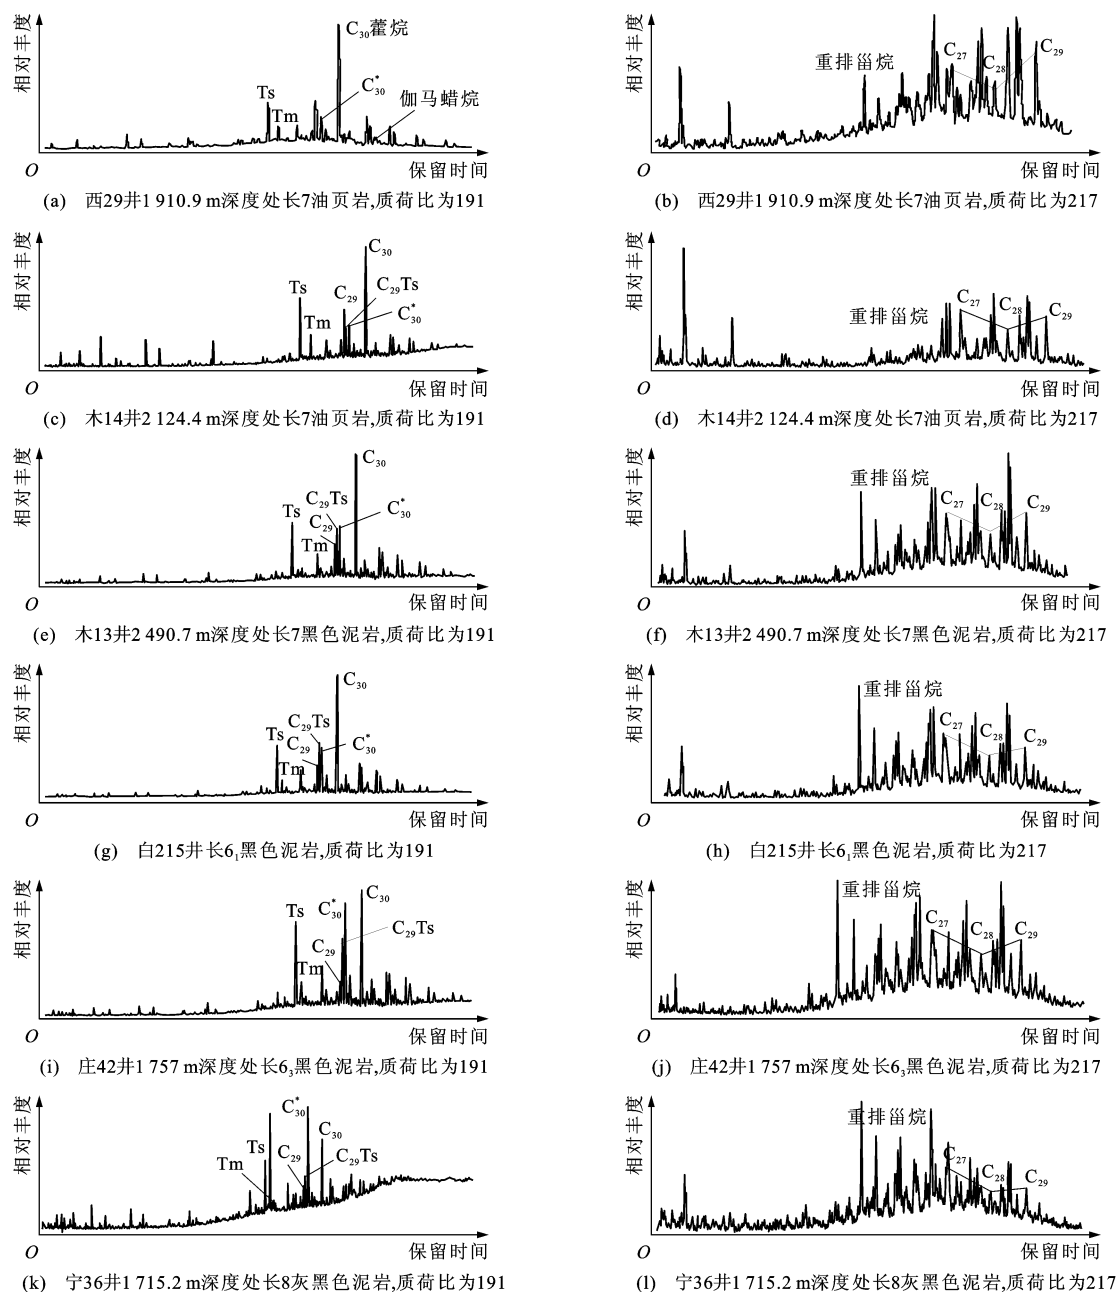 相对丰度
C30藿烷
Ts
Tm
C*30
伽马蜡烷
O
保留时间
(a) 西29井1 910.9 m深度处长7油页岩,质荷比为191
相对丰度
重排甾烷
C27
C28
C29
O
保留时间
(b) 西29井1 910.9 m深度处长7油页岩,质荷比为217
相对丰度
C30
Ts
C29
C29Ts
Tm
C*30
O
保留时间
(c) 木14井2 124.4 m深度处长7油页岩,质荷比为191
相对丰度
重排甾烷
C27
C28
C29
O
保留时间
(d) 木14井2 124.4 m深度处长7油页岩,质荷比为217
相对丰度
C30
C29Ts
Ts
C29
C*30
Tm
O
保留时间
(e) 木13井2 490.7 m深度处长7黑色泥岩,质荷比为191
相对丰度
重排甾烷
C27
C28
C29
O
保留时间
(f) 木13井2 490.7 m深度处长7黑色泥岩,质荷比为217
相对丰度
C30
C29Ts
Ts
C29
C*30
Tm
O
保留时间
(g) 白215井长61黑色泥岩,质荷比为191
相对丰度
重排甾烷
C27
C28
C29
O
保留时间
(h) 白215井长61黑色泥岩,质荷比为217
相对丰度
C30
Ts
C*30
C29Ts
C29
Tm
O
保留时间
(i) 庄42井1 757 m深度处长63黑色泥岩,质荷比为191
相对丰度
重排甾烷
C27
C28
C29
O
保留时间
(j) 庄42井1 757 m深度处长63黑色泥岩,质荷比为217
相对丰度
C*30
C30
Ts
C29
C29Ts
Tm
O
保留时间
(k) 宁36井1 715.2 m深度处长8灰黑色泥岩,质荷比为191
相对丰度
重排甾烷
C27
C28
C29
O
保留时间
(l) 宁36井1 715.2 m深度处长8灰黑色泥岩,质荷比为217